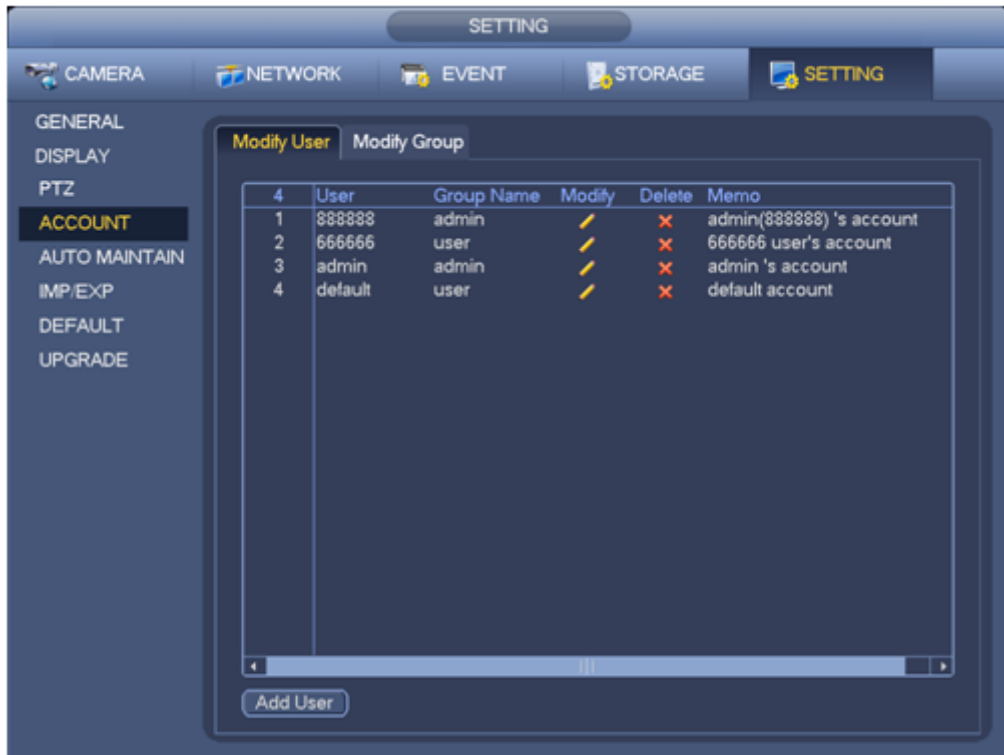 SETTING
CAMERA NETWORK EVENT STORAGE SETTING
GENERAL
DISPLAY
PTZ
ACCOUNT
AUTO MAINTAIN
IMP/EXP
DEFAULT
UPGRADE
Modify User Modify Group
4 User Group Name Modify Delete Memo
1 888888 admin admin(888888) 's account
2 666666 user 666666 user's account
3 admin admin admin 's account
4 default user default account
Add User